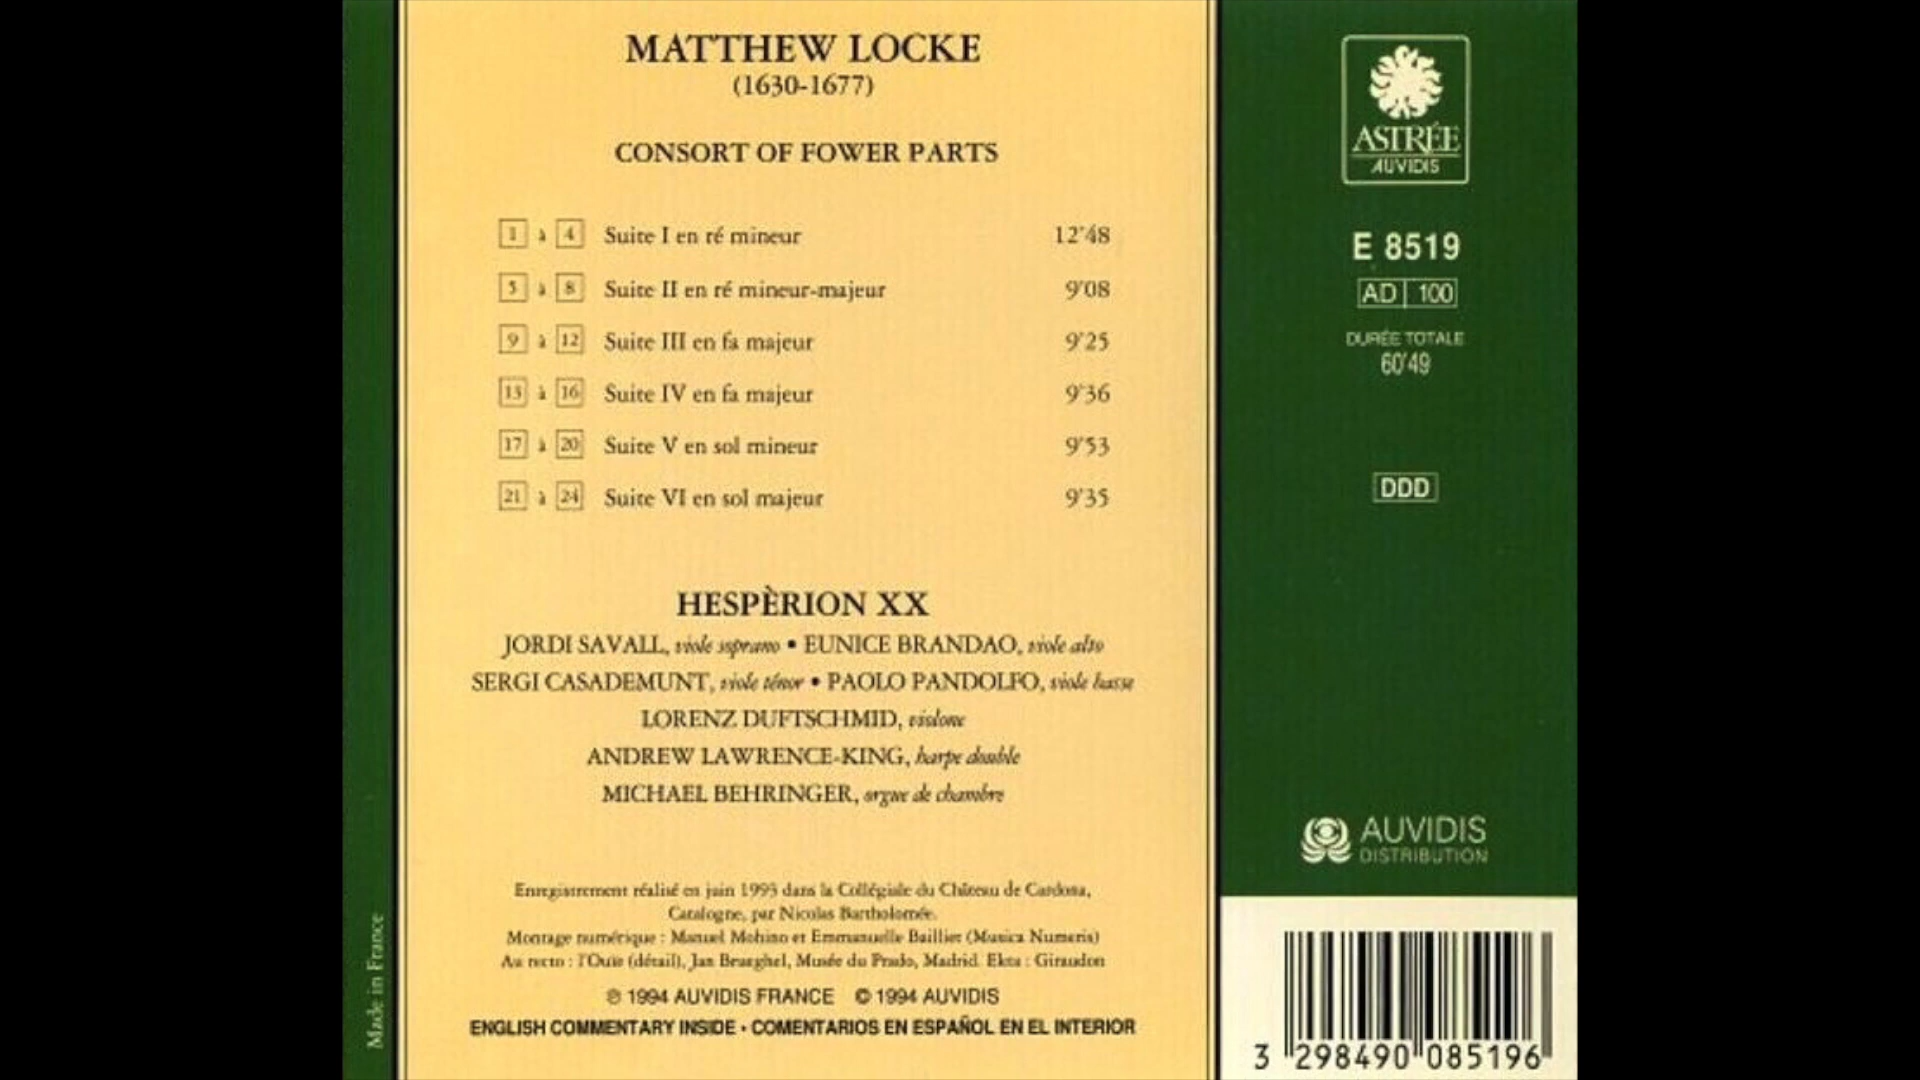 MATTHEW LOCKE
(1630-1677)
CONSORT OF FOWER PARTS
1 à 4 Suite I en ré mineur 12'48
5 à 8 Suite II en ré mineur-majeur 9'08
9 à 12 Suite III en fa majeur 9'25
13 à 16 Suite IV en fa majeur 9'36
17 à 20 Suite V en sol mineur 9'53
21 à 24 Suite VI en sol majeur 9'35
HESPÈRION XX
JORDI SAVALL, viole soprano • EUNICE BRANDAO, viole alto
SERGI CASADEMUNT, viole ténor • PAOLO PANDOLFO, viole basse
LORENZ DUFTSCHMID, violone
ANDREW LAWRENCE-KING, harpe double
MICHAEL BEHRINGER, orgue de chambre
Enregistrement réalisé en juin 1993 dans la Collégiale du Château de Cardona,
Catalogne, par Nicolas Bartholomée.
Montage numérique : Manuel Mohino et Emmanuelle Baillier (Musica Numeris)
Au recto : l'Ouïe (détail), Jan Brueghel, Musée du Prado, Madrid. Ekta : Giraudon
℗ 1994 AUVIDIS FRANCE © 1994 AUVIDIS
ENGLISH COMMENTARY INSIDE • COMENTARIOS EN ESPAÑOL EN EL INTERIOR
Made in France
ASTRÉE
AUVIDIS
E 8519
AD 100
DURÉE TOTALE
60'49
DDD
AUVIDIS
DISTRIBUTION
3 298490 085196